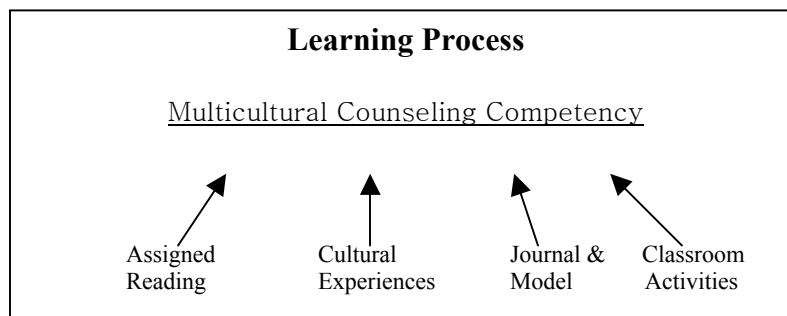 Learning Process
Multicultural Counseling Competency
Assigned Reading
Cultural Experiences
Journal & Model
Classroom Activities